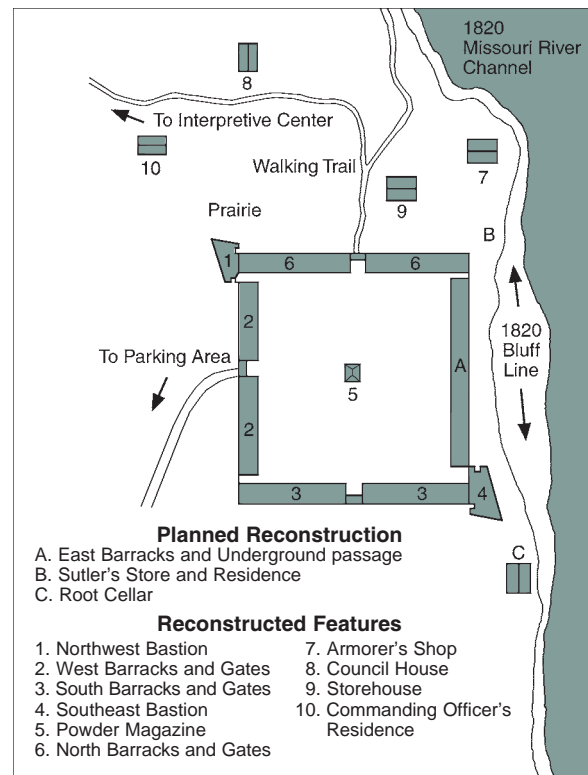 1820
Missouri River
Channel
8
To Interpretive Center
10
Walking Trail
7
9
Prairie
B
1
6
6
2
1820
Bluff
Line
To Parking Area
A
5
2
3
3
4
Planned Reconstruction
A. East Barracks and Underground passage
B. Sutler's Store and Residence
C. Root Cellar
C
Reconstructed Features
1. Northwest Bastion
2. West Barracks and Gates
3. South Barracks and Gates
4. Southeast Bastion
5. Powder Magazine
6. North Barracks and Gates
7. Armorer's Shop
8. Council House
9. Storehouse
10. Commanding Officer's
Residence